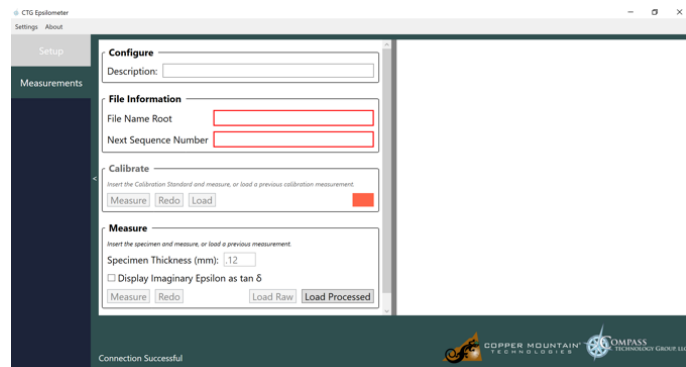 CTG Epsilometer
Settings About
Setup
Measurements
Configure
Description:
File Information
File Name Root
Next Sequence Number
<
Calibrate
Insert the Calibration Standard and measure, or load a previous calibration measurement.
Measure Redo Load
Measure
Insert the specimen and measure, or load a previous measurement.
Specimen Thickness (mm): .12
Display Imaginary Epsilon as tan δ
Measure Redo Load Raw Load Processed
Connection Successful
COPPER MOUNTAIN
TECHNOLOGIES
COMPASS
TECHNOLOGY GROUP LLC